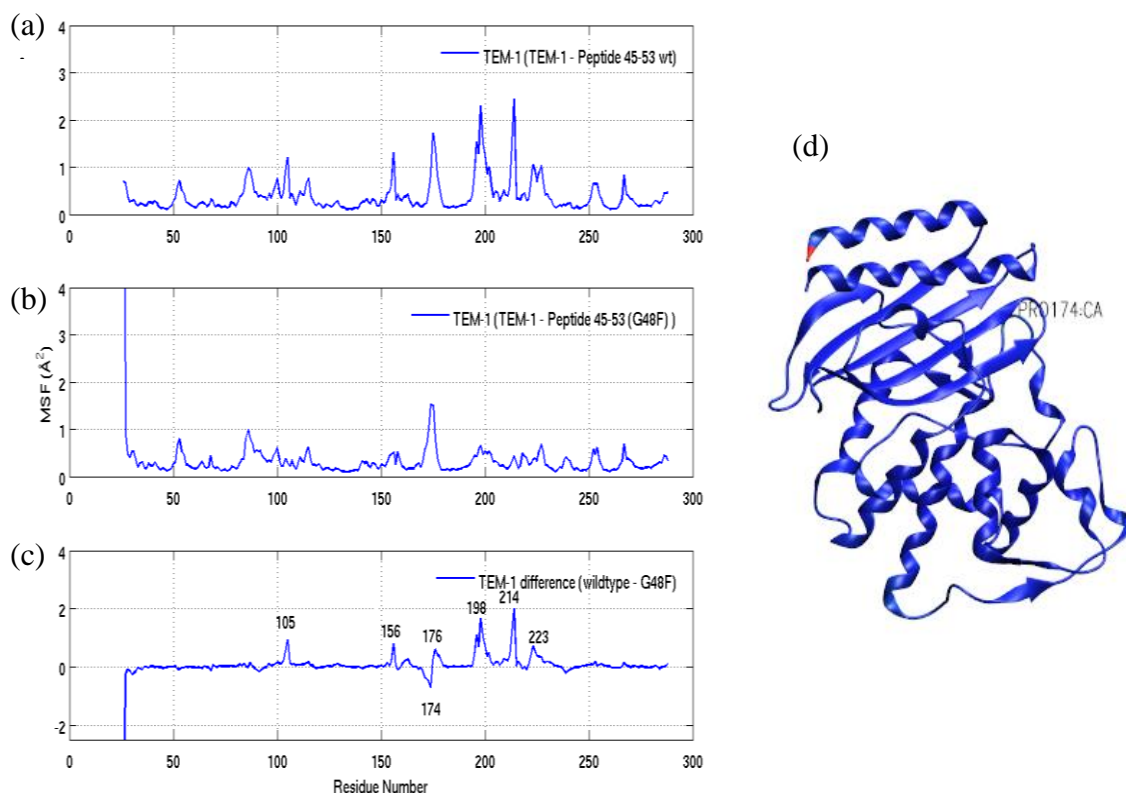 (a)
-
4
3
2
1
0
TEM-1 (TEM-1 - Peptide 45-53 wt)
0 50 100 150 200 250 300
(b)
4
3
2
1
0
TEM-1 (TEM-1 - Peptide 45-53 (G48F) )
MSF (Å²)
0 50 100 150 200 250 300
(c)
4
2
0
-2
TEM-1 difference (wildtype - G48F)
105
156
176
174
198
214
223
0 50 100 150 200 250 300
Residue Number
(d)
PRO174:CA